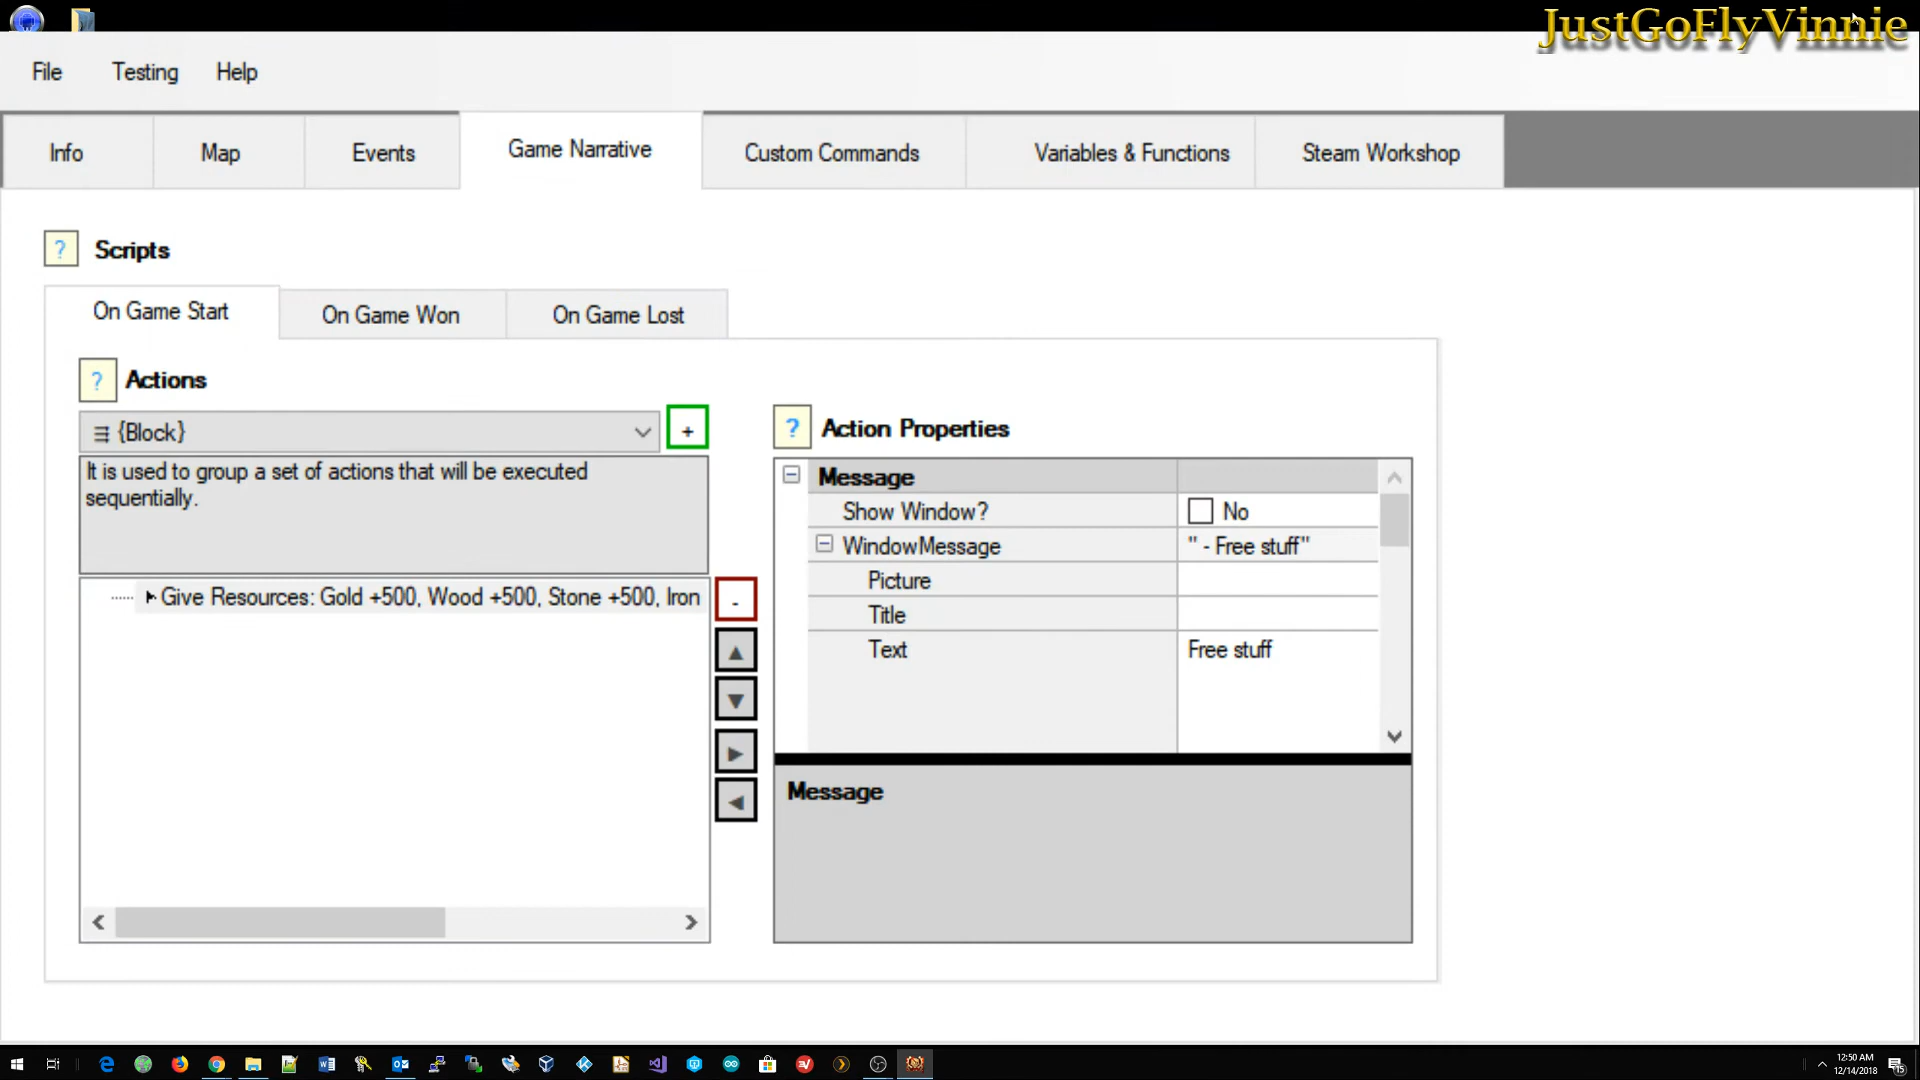 JustGoFlyVinnie
File Testing Help
Info Map Events Game Narrative Custom Commands Variables & Functions Steam Workshop
? Scripts
On Game Start On Game Won On Game Lost
? Actions
{Block} +
It is used to group a set of actions that will be executed
sequentially.
Give Resources: Gold +500, Wood +500, Stone +500, Iron
-
? Action Properties
Message
Show Window? No
WindowMessage " - Free stuff"
Picture
Title
Text Free stuff
Message
12:50 AM
12/14/2018